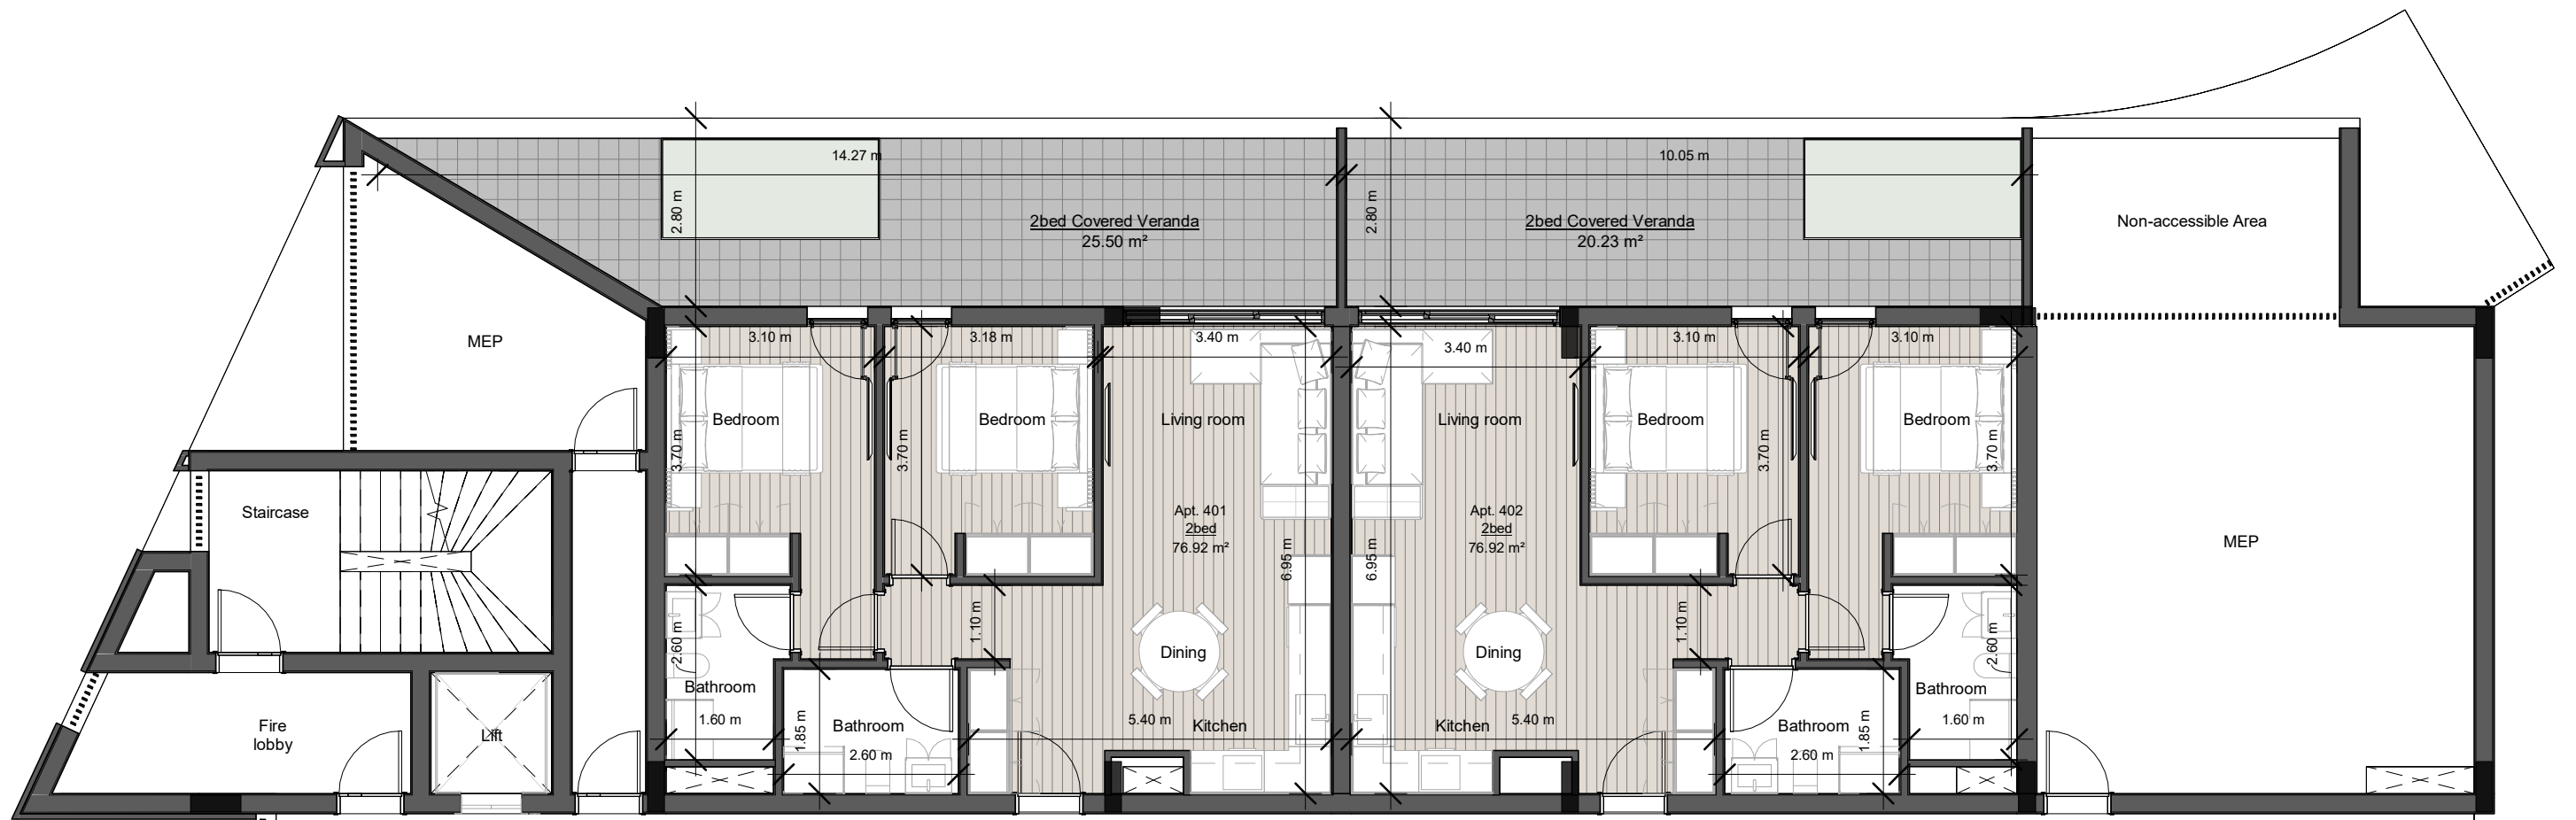 14.27 m
10.05 m
2.80 m
2.80 m
2bed Covered Veranda
25.50 m²
2bed Covered Veranda
20.23 m²
Non-accessible Area
MEP
3.10 m
3.18 m
3.40 m
3.40 m
3.10 m
3.10 m
Bedroom
Bedroom
Living room
Living room
Bedroom
Bedroom
3.70 m
3.70 m
3.70 m
3.70 m
Staircase
Apt. 401
2bed
76.92 m²
Apt. 402
2bed
76.92 m²
6.95 m
6.95 m
MEP
2.60 m
1.10 m
Dining
Dining
1.10 m
2.60 m
Bathroom
Bathroom
1.60 m
1.85 m
Bathroom
2.60 m
5.40 m
Kitchen
Kitchen
5.40 m
Bathroom
2.60 m
1.85 m
1.60 m
Fire
lobby
Lift